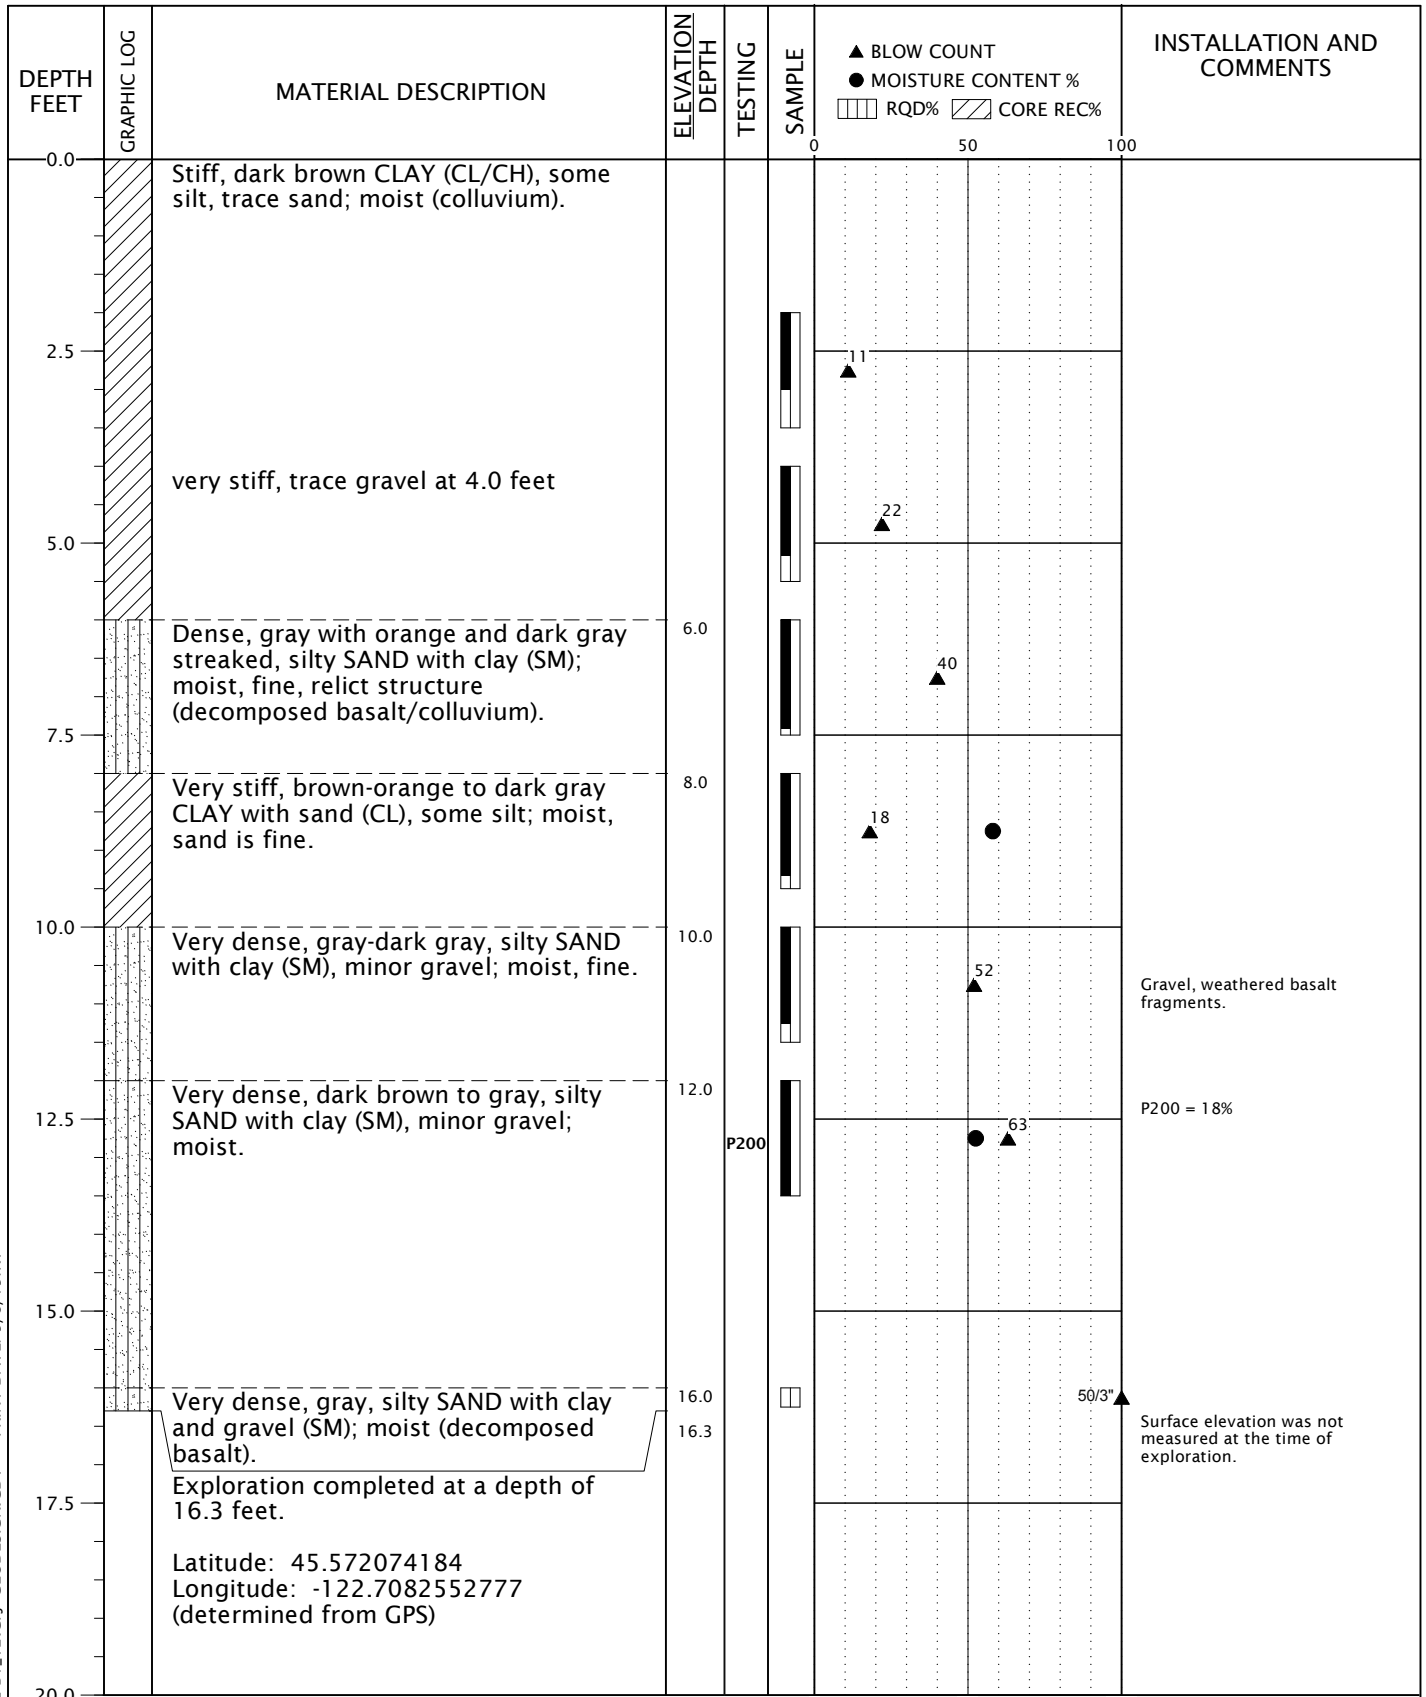 DEPTH
FEET
GRAPHIC LOG
MATERIAL DESCRIPTION
ELEVATION
DEPTH
TESTING
SAMPLE
▲ BLOW COUNT
● MOISTURE CONTENT %
RQD% CORE REC%
0 50 100
INSTALLATION AND
COMMENTS
0.0
Stiff, dark brown CLAY (CL/CH), some
silt, trace sand; moist (colluvium).
2.5
11
very stiff, trace gravel at 4.0 feet
22
5.0
Dense, gray with orange and dark gray
streaked, silty SAND with clay (SM);
moist, fine, relict structure
(decomposed basalt/colluvium).
6.0
40
7.5
Very stiff, brown-orange to dark gray
CLAY with sand (CL), some silt; moist,
sand is fine.
8.0
18
10.0
Very dense, gray-dark gray, silty SAND
with clay (SM), minor gravel; moist, fine.
10.0
52
Gravel, weathered basalt
fragments.
Very dense, dark brown to gray, silty
SAND with clay (SM), minor gravel;
moist.
12.0
12.5
P200
63
P200 = 18%
15.0
Very dense, gray, silty SAND with clay
and gravel (SM); moist (decomposed
basalt).
16.0
16.3
50/3"
Surface elevation was not
measured at the time of
exploration.
Exploration completed at a depth of
16.3 feet.
17.5
Latitude: 45.572074184
Longitude: -122.7082552777
(determined from GPS)
20.0